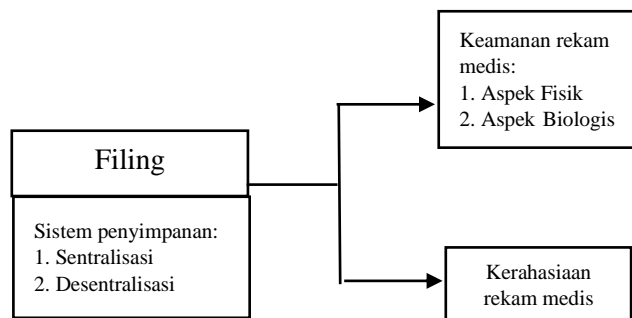 Keamanan rekam
medis:
1. Aspek Fisik
2. Aspek Biologis
Filing
Sistem penyimpanan:
1. Sentralisasi
2. Desentralisasi
Kerahasiaan
rekam medis